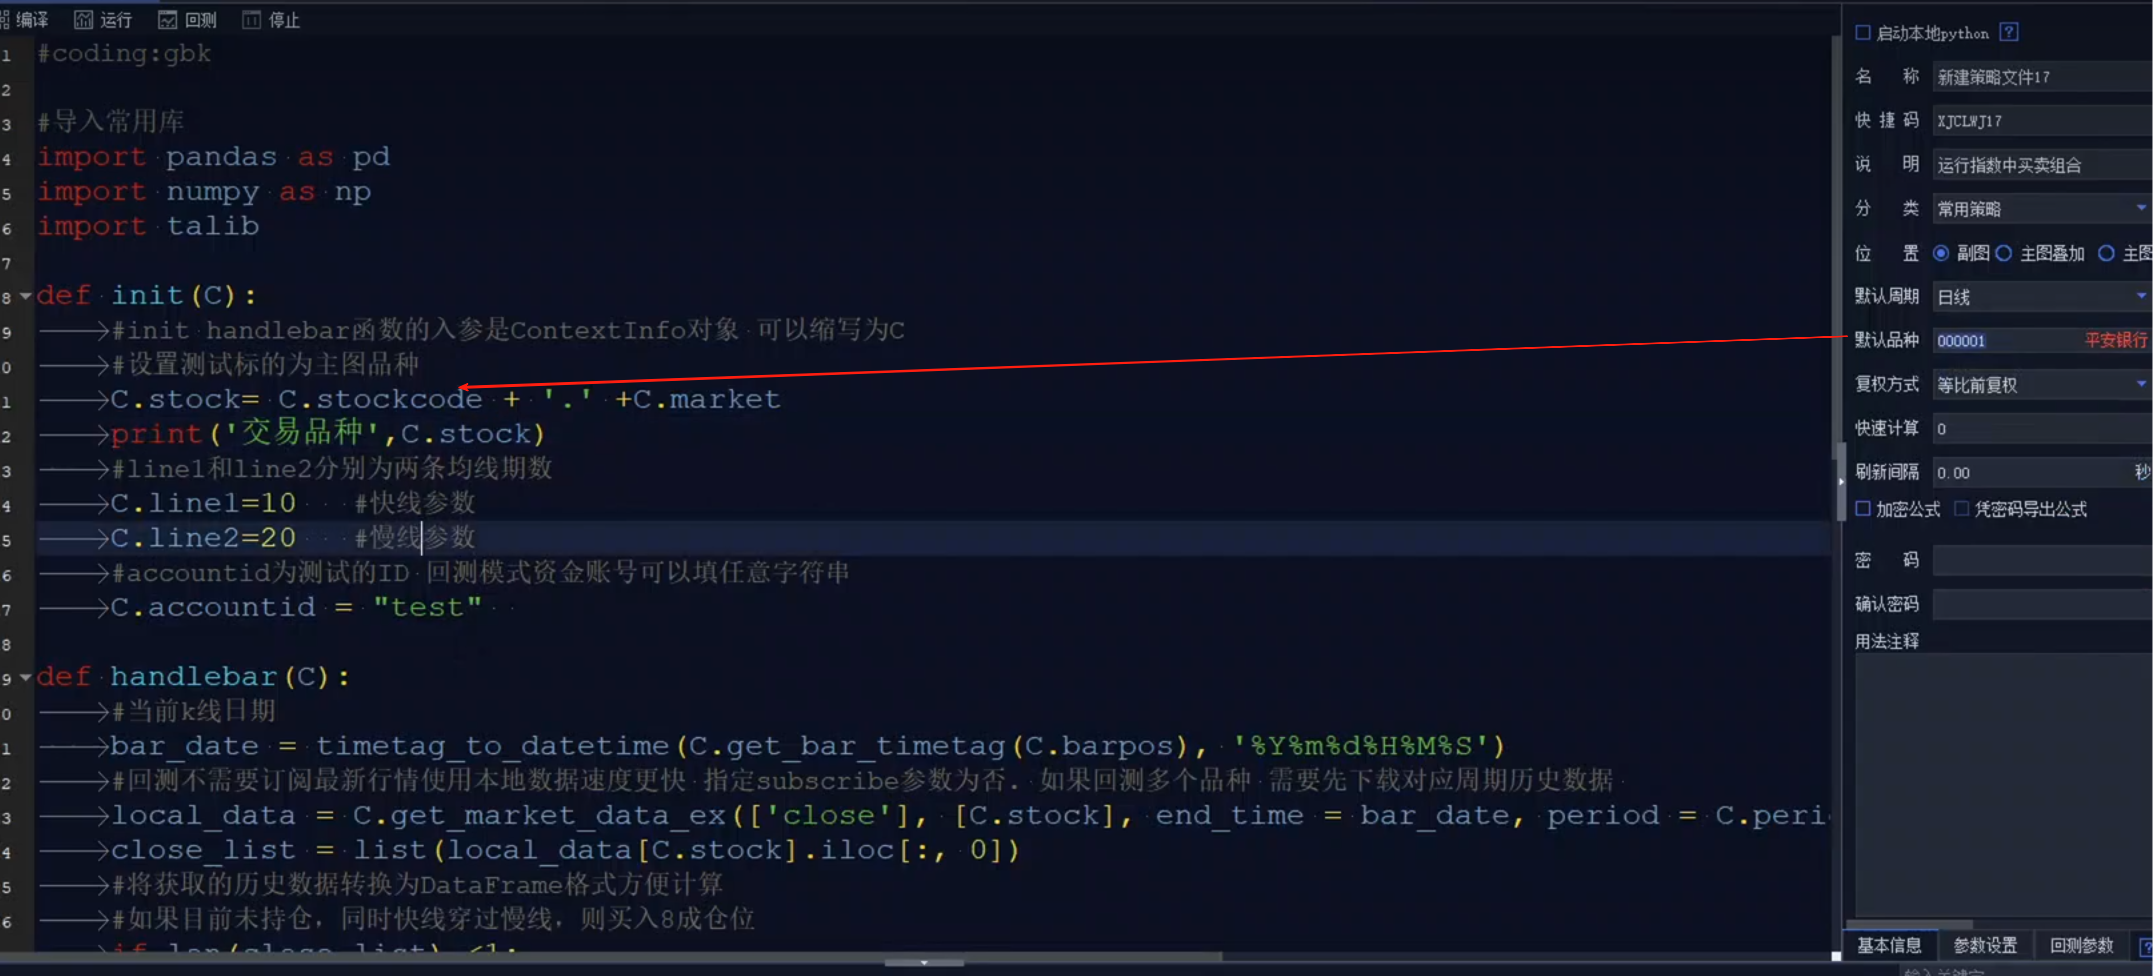 编译 运行 回测 停止
1 #coding:gbk
2
3 #导入常用库
4 import pandas as pd
5 import numpy as np
6 import talib
7
8 def init(C):
9 #init handlebar函数的入参是ContextInfo对象 可以缩写为C
0 #设置测试标的为主图品种
1 C.stock= C.stockcode + '.' +C.market
2 print('交易品种',C.stock)
3 #line1和line2分别为两条均线期数
4 C.line1=10 #快线参数
5 C.line2=20 #慢线参数
6 #accountid为测试的ID 回测模式资金账号可以填任意字符串
7 C.accountid = "test"
8
9 def handlebar(C):
0 #当前k线日期
1 bar_date = timetag_to_datetime(C.get_bar_timetag(C.barpos), '%Y%m%d%H%M%S')
2 #回测不需要订阅最新行情使用本地数据速度更快 指定subscribe参数为否. 如果回测多个品种 需要先下载对应周期历史数据
3 local_data = C.get_market_data_ex(['close'], [C.stock], end_time = bar_date, period = C.peri
4 close_list = list(local_data[C.stock].iloc[:, 0])
5 #将获取的历史数据转换为DataFrame格式方便计算
6 #如果目前未持仓，同时快线穿过慢线，则买入8成仓位
启动本地python ?
名 称 新建策略文件17
快捷码 XJCLWJ17
说 明 运行指数中买卖组合
分 类 常用策略
位 置 副图 主图叠加 主图
默认周期 日线
默认品种 000001 平安银行
复权方式 等比前复权
快速计算 0
刷新间隔 0.00 秒
加密公式 凭密码导出公式
密 码
确认密码
用法注释
基本信息 参数设置 回测参数 ?